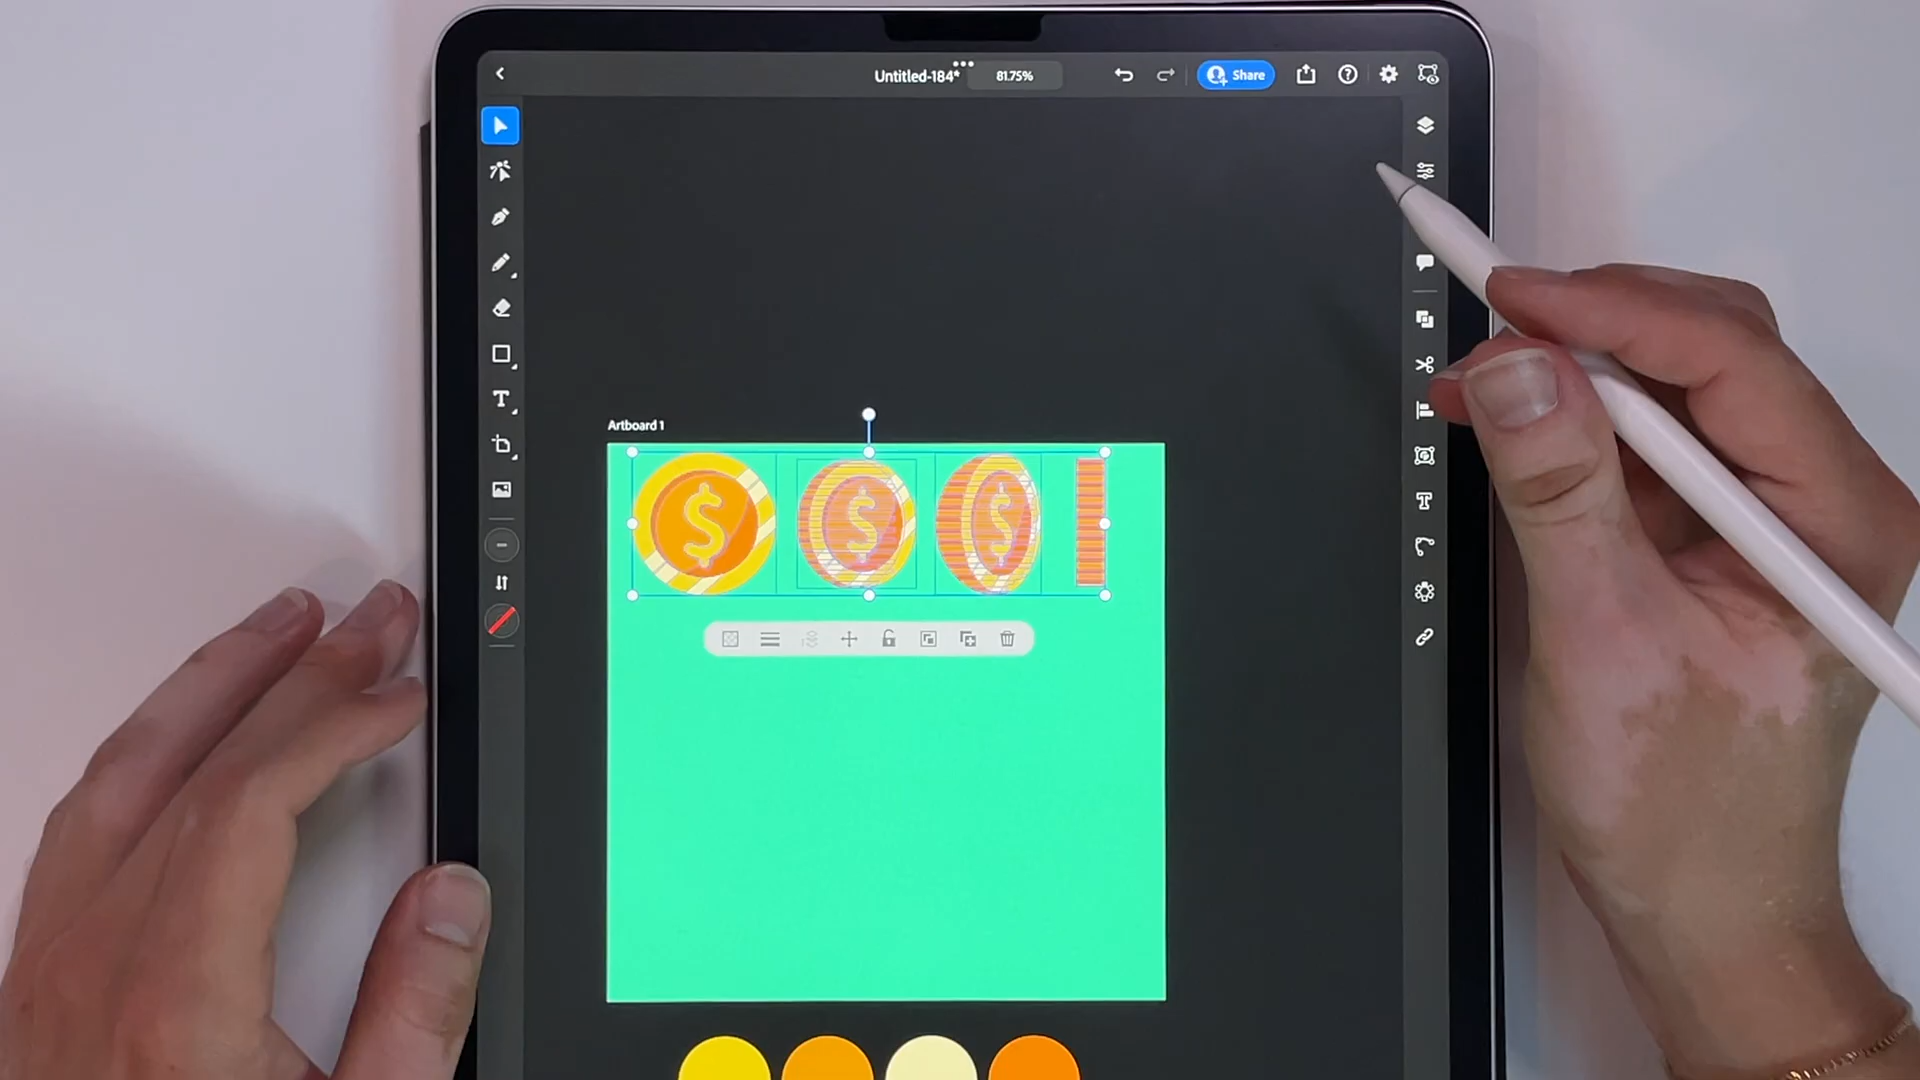 Untitled-184*
81.75%
Share
Artboard 1
$
$
$